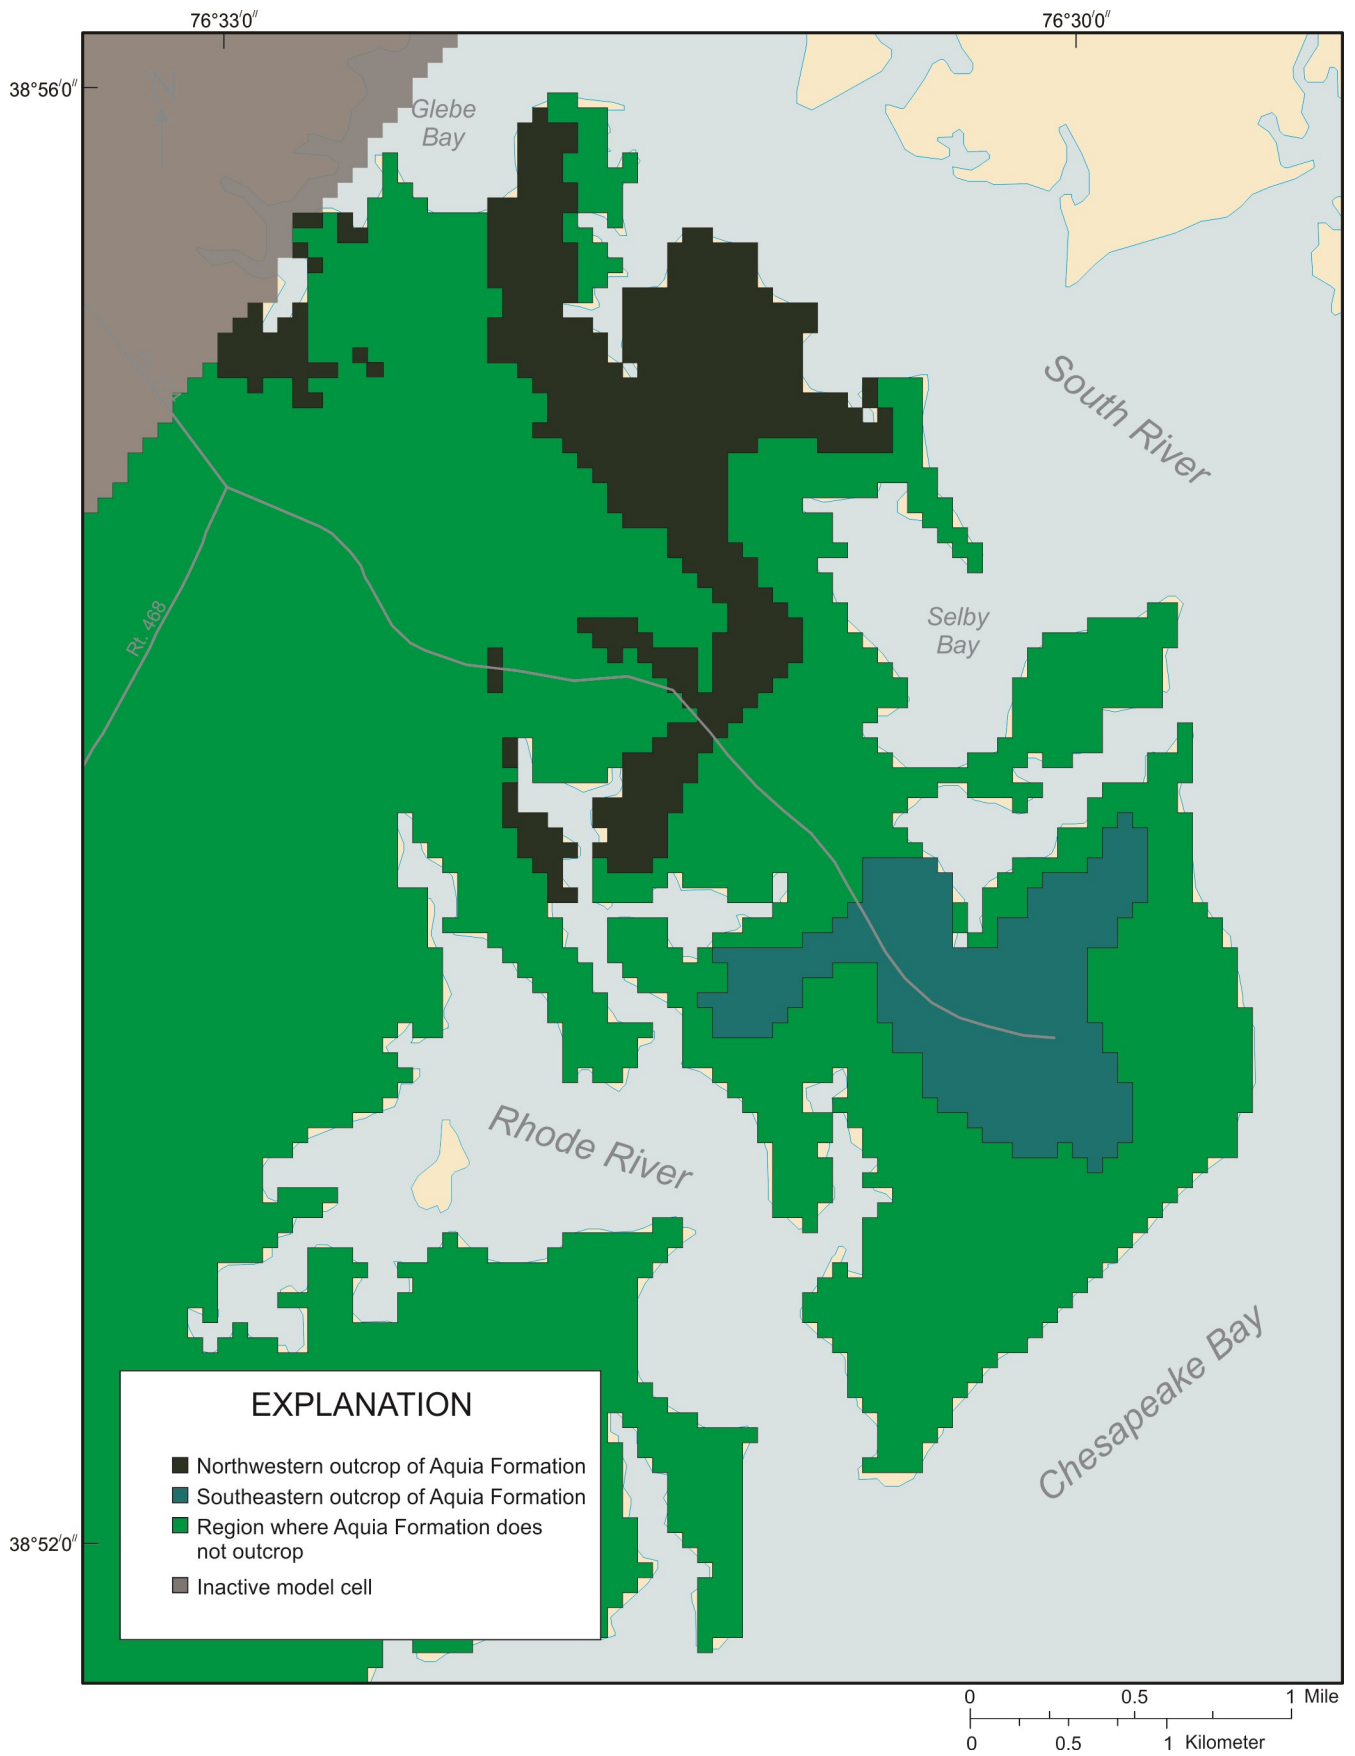 76°33'0"
76°30'0"
38°56'0"
Glebe
Bay
South River
Rt. 468
Selby
Bay
Rhode River
Chesapeake Bay
EXPLANATION
Northwestern outcrop of Aquia Formation
Southeastern outcrop of Aquia Formation
Region where Aquia Formation does
not outcrop
Inactive model cell
38°52'0"
0 0.5 1 Mile
0 0.5 1 Kilometer